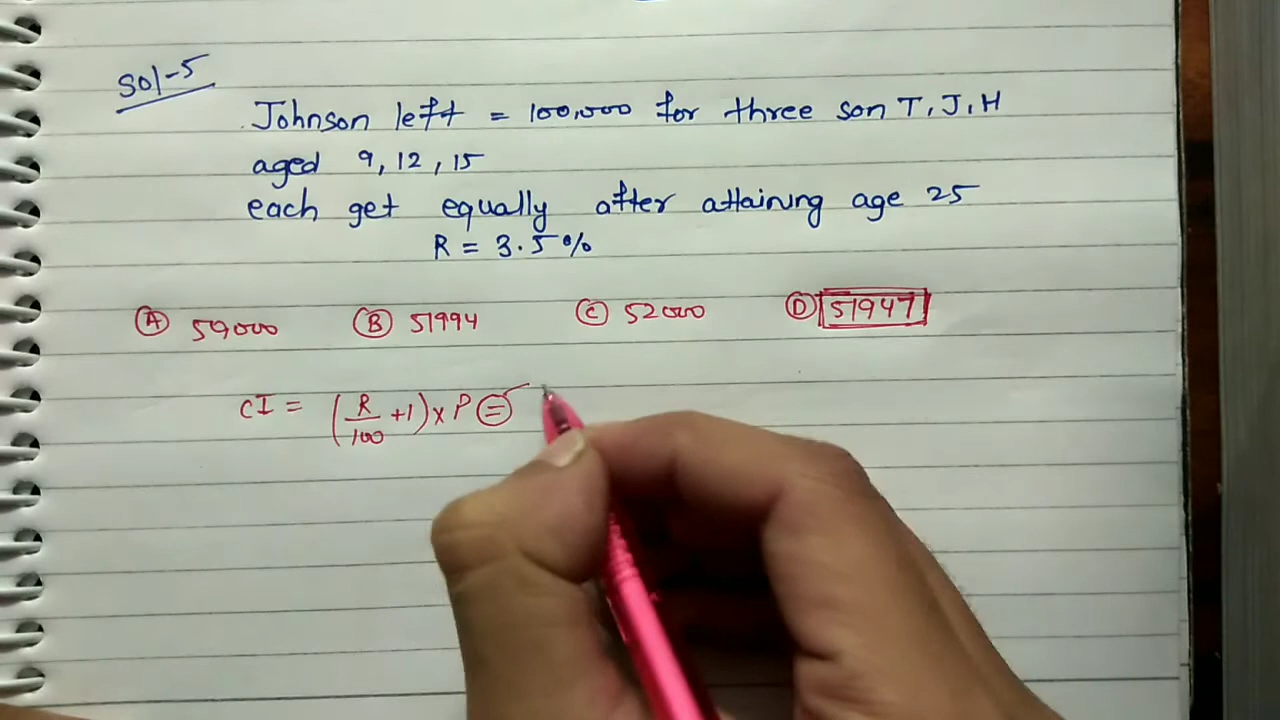 Sol-5
Johnson left = 100,000 for three son T, J, H
aged 9, 12, 15
each get equally after attaining age 25
R = 3.5%
A 59000 B 51994 C 52000 D 51947
CI = (R/100 +1) x P =